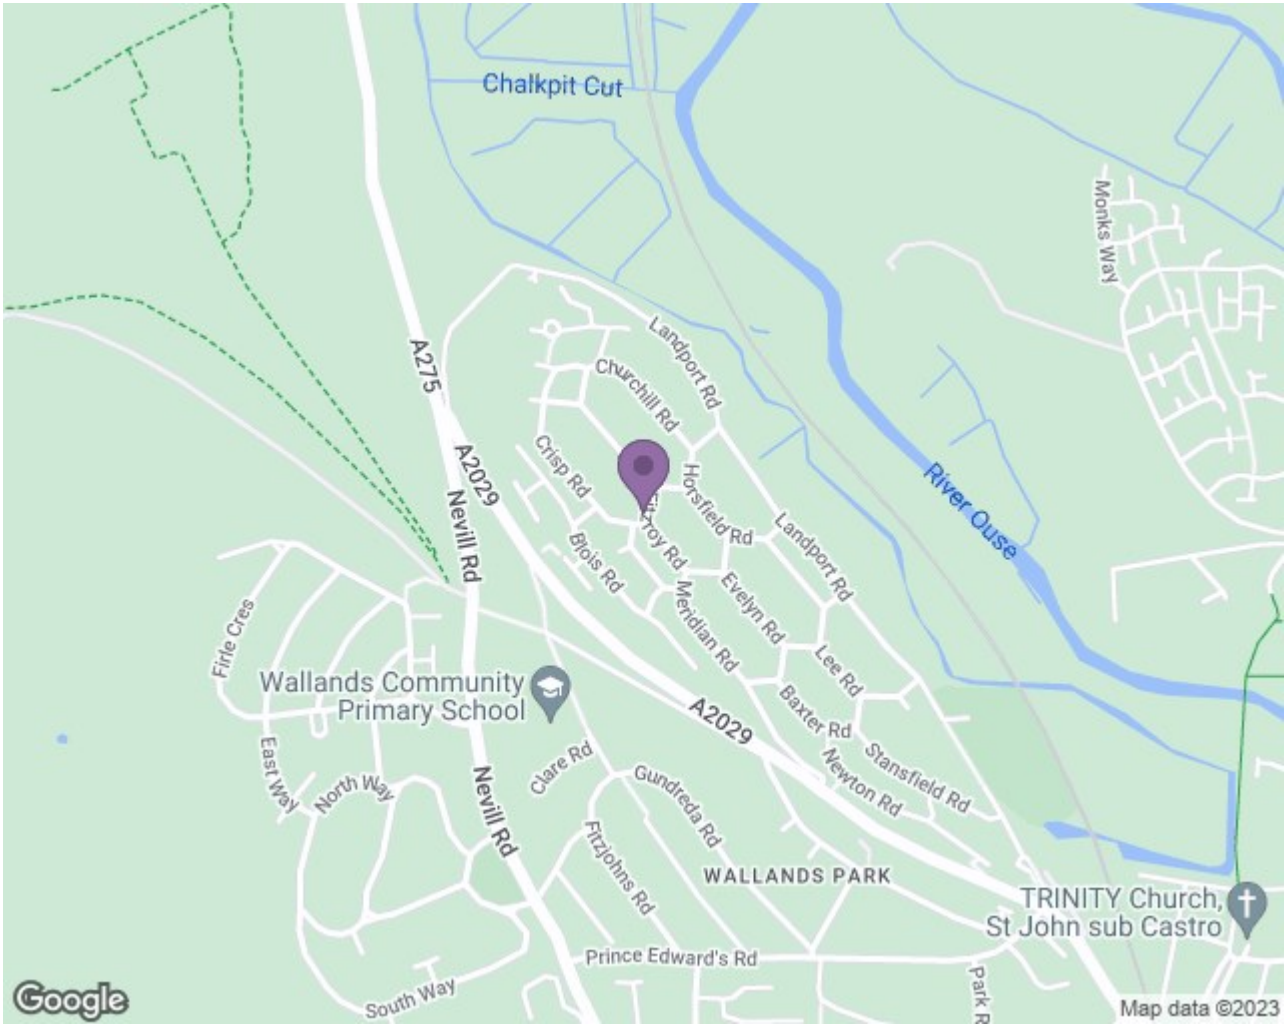 Chalkpit Cut
Monks Way
Landport Rd
A275
Churchill Rd
A2029
Crisp Rd
Horsfield Rd
River Ouse
Nevill Rd
Fitzroy Rd
Landport Rd
Blois Rd
Evelyn Rd
Meridian Rd
Firle Cres
Lee Rd
Wallands Community
Primary School
A2029
Baxter Rd
East Way
Clare Rd
Stansfield Rd
North Way
Newton Rd
Gundreda Rd
Nevill Rd
Fitzjohns Rd
WALLANDS PARK
TRINITY Church,
St John sub Castro
Prince Edward's Rd
Park R
South Way
Google
Map data ©2023